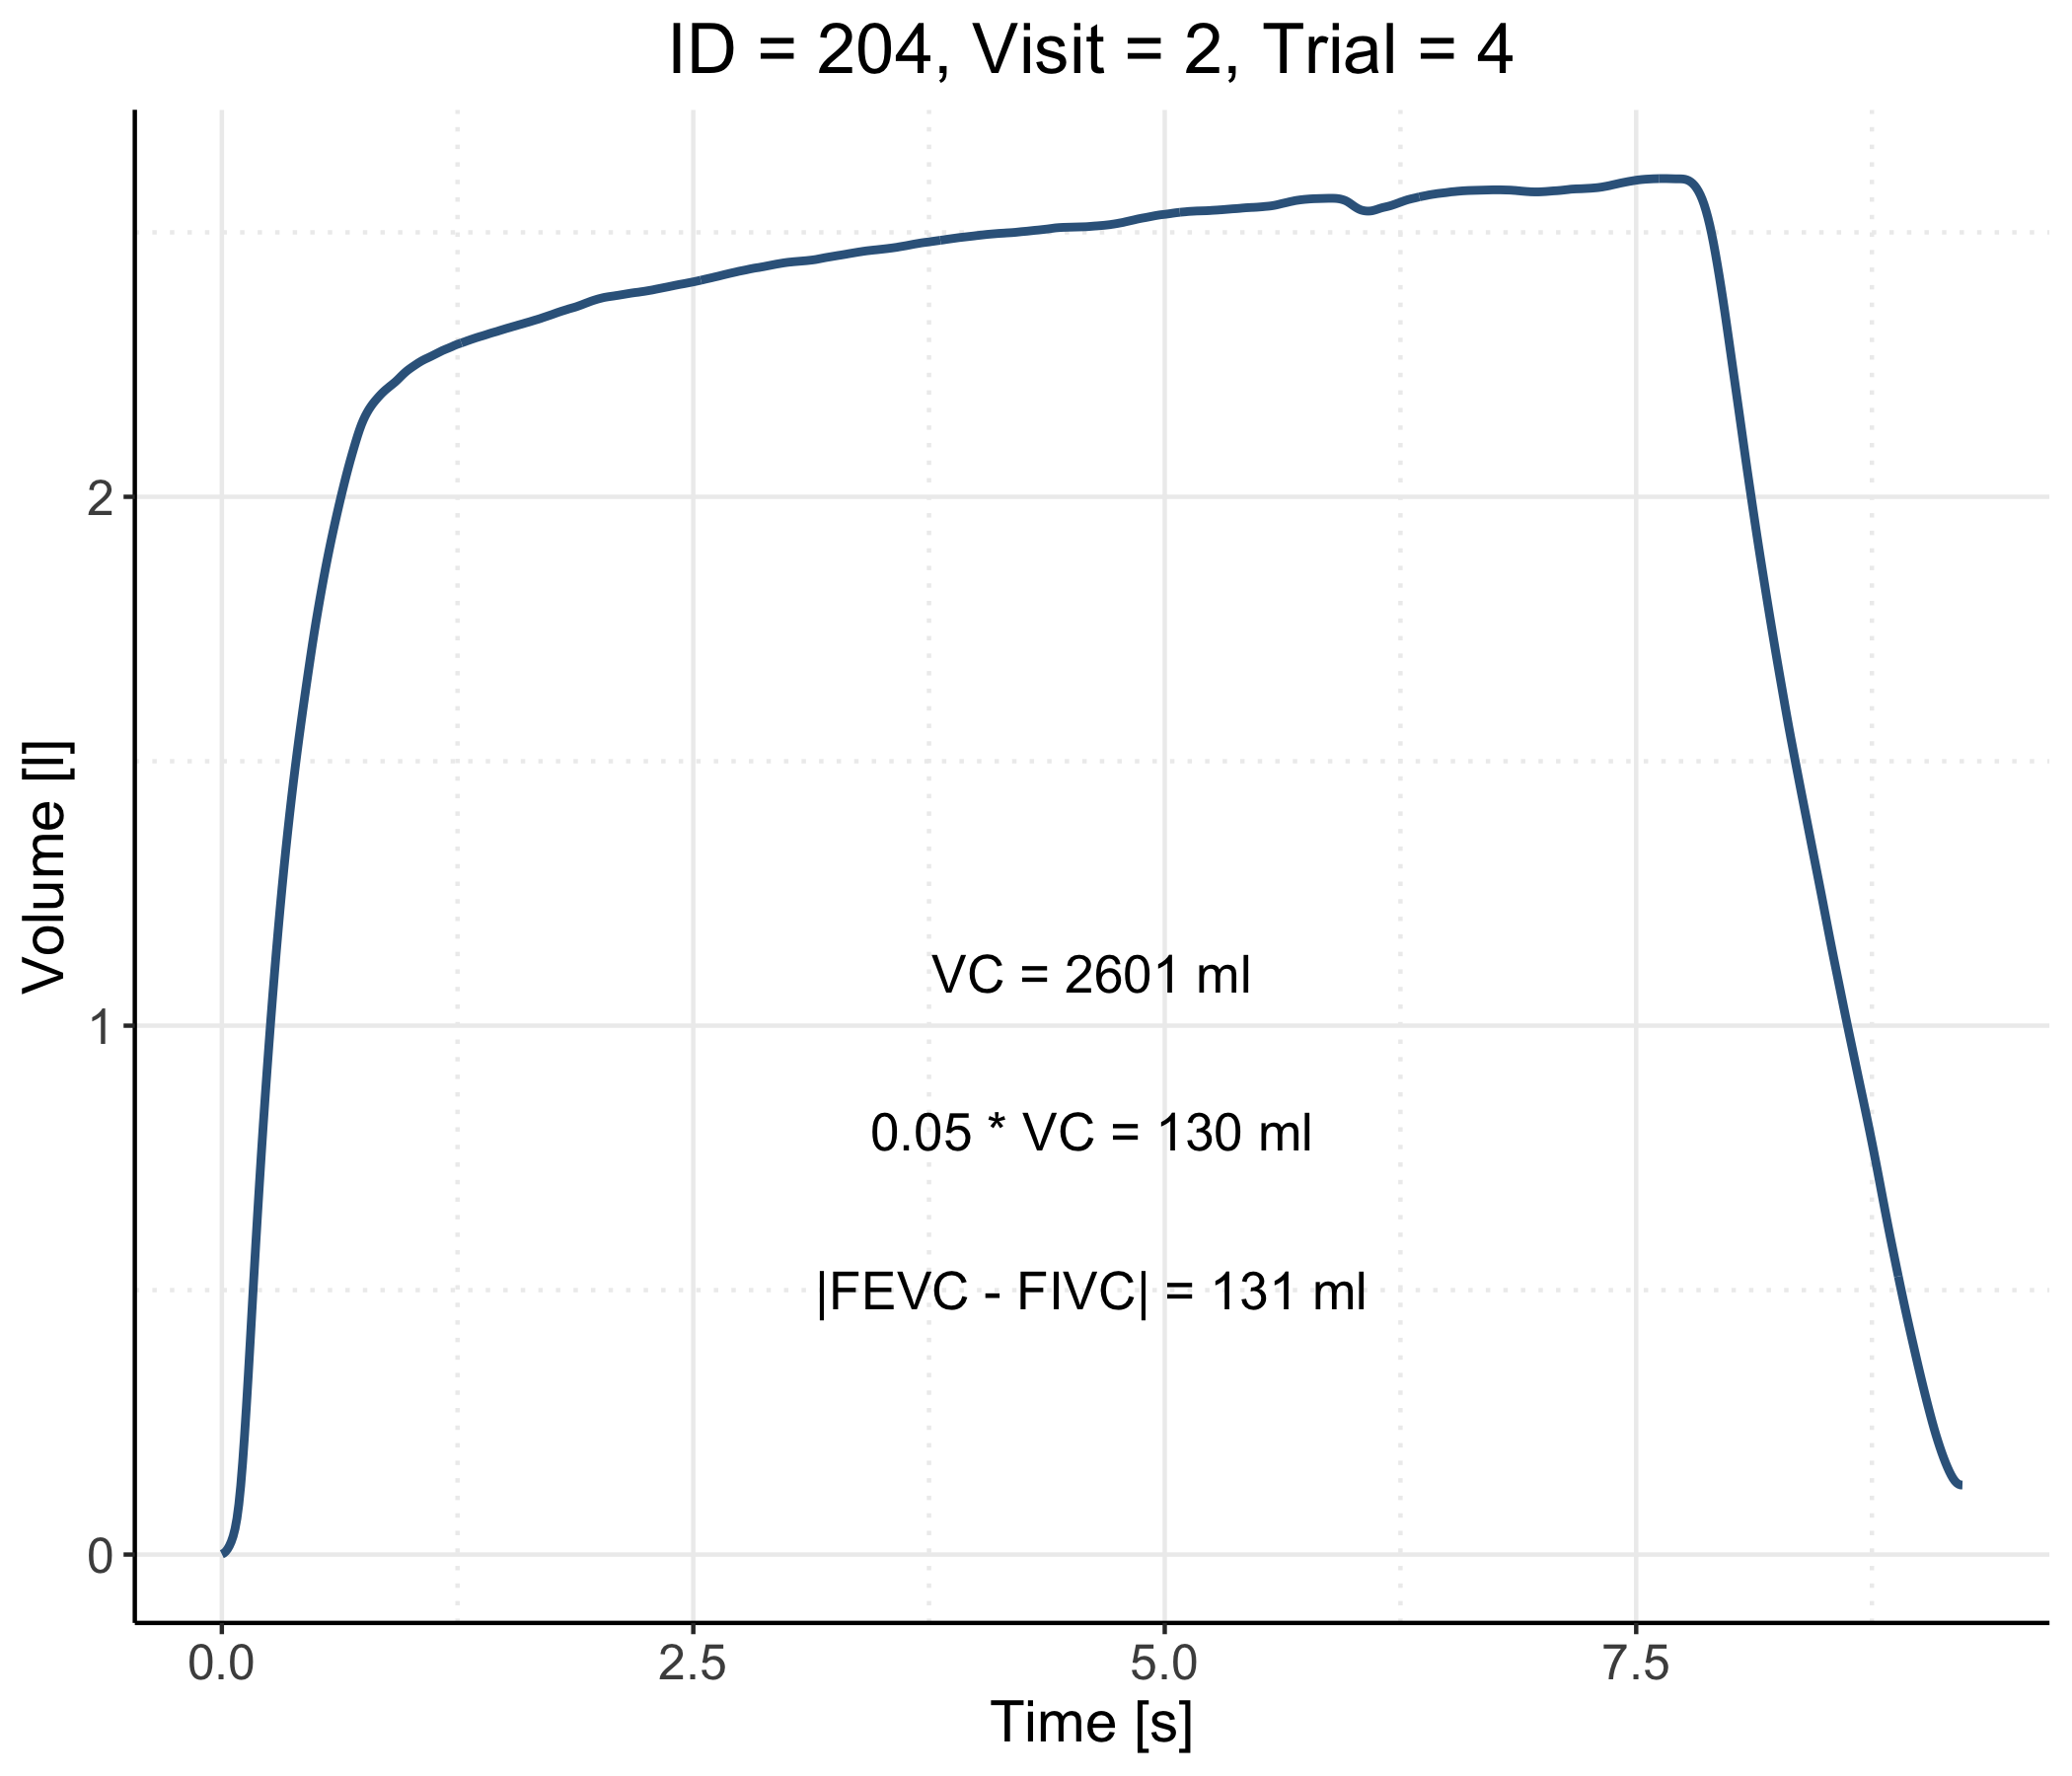 ID = 204, Visit = 2, Trial = 4
Volume [l]
2
1
0
VC = 2601 ml
0.05 * VC = 130 ml
|FEVC - FIVC| = 131 ml
0.0 2.5 5.0 7.5
Time [s]